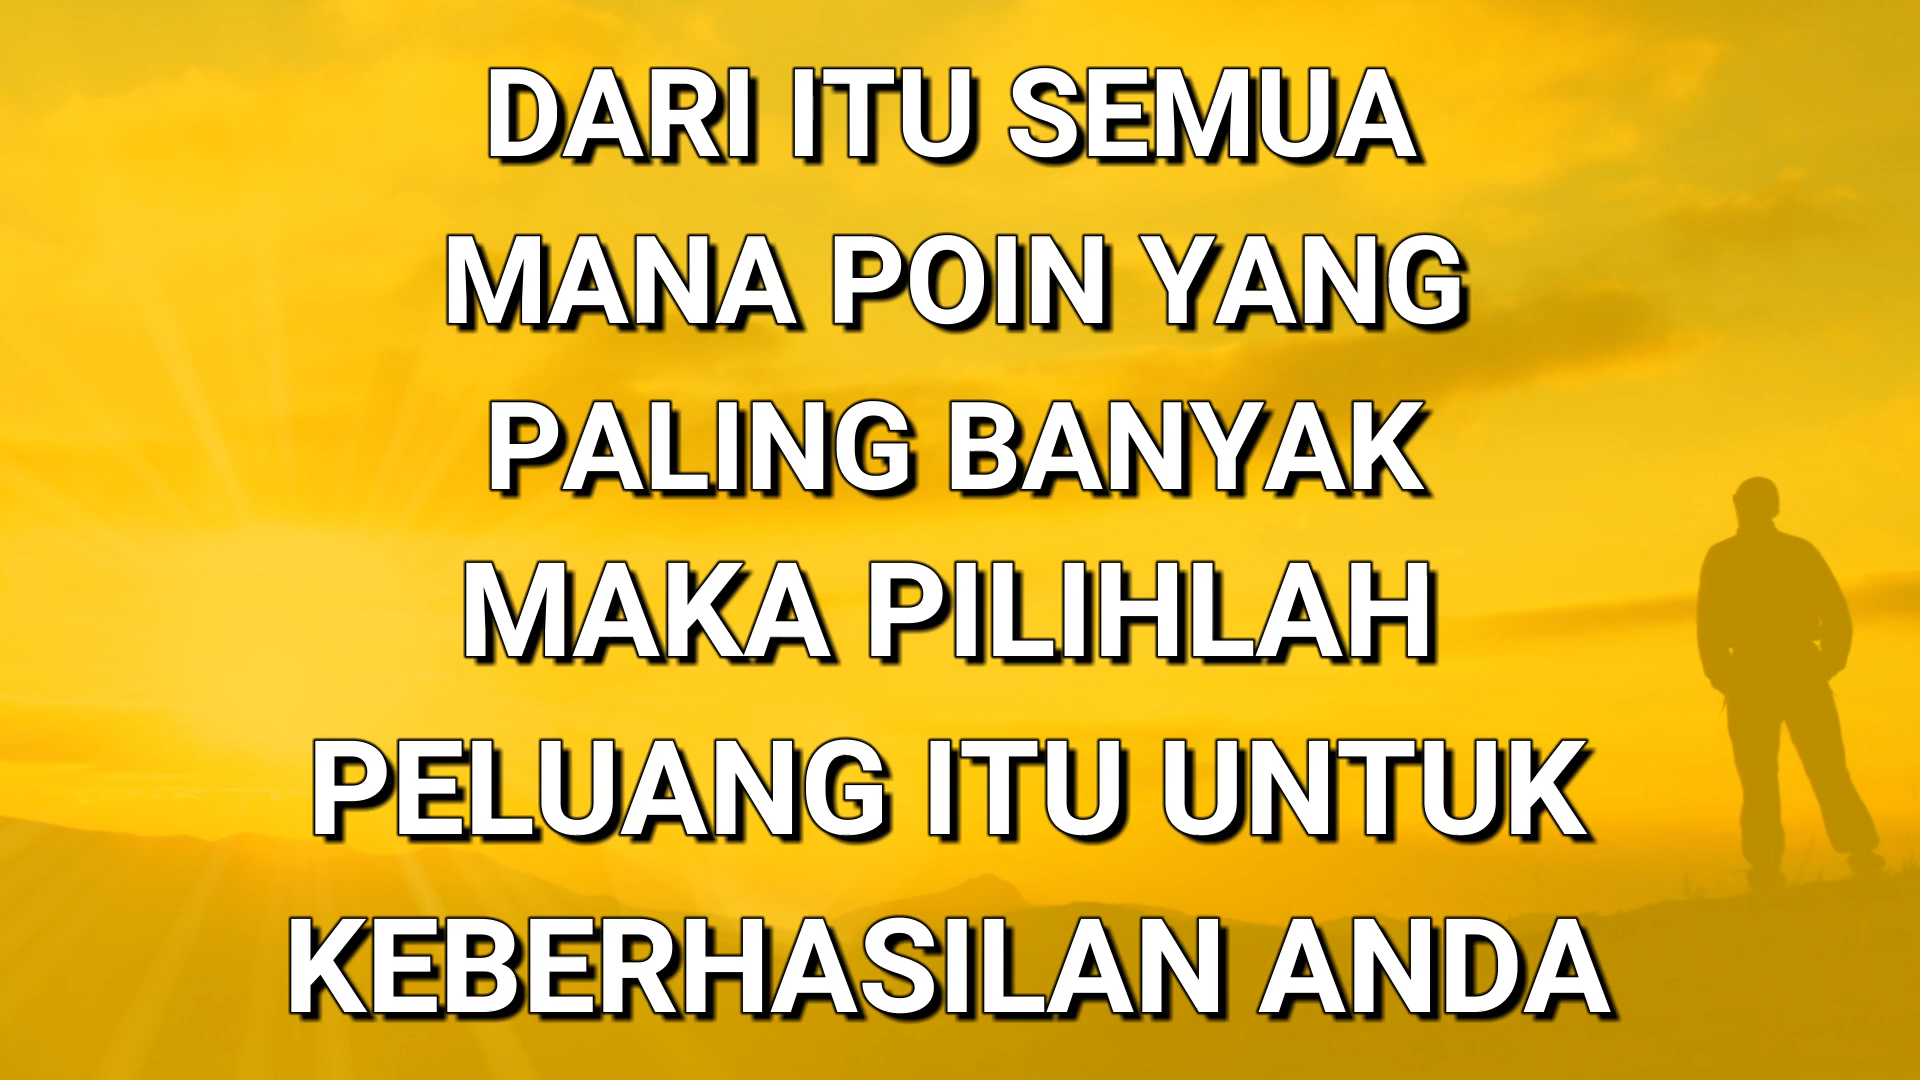 DARI ITU SEMUA
MANA POIN YANG
PALING BANYAK
MAKA PILIHLAH
PELUANG ITU UNTUK
KEBERHASILAN ANDA